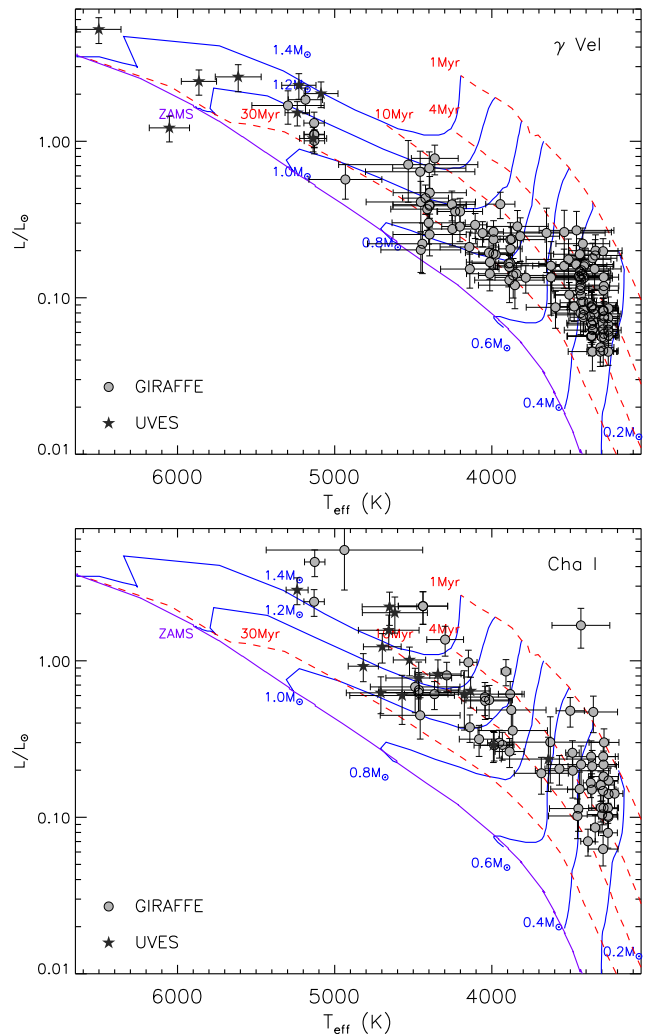 γ Vel
1.4M⊙
1Myr
1.2M⊙
ZAMS
30Myr
10Myr
4Myr
1.00
1.0M⊙
L/L⊙
0.8M⊙
0.10
0.6M⊙
GIRAFFE
0.4M⊙
UVES
0.2M⊙
0.01
6000
5000
4000
T_eff (K)
Cha I
1.4M⊙
1Myr
1.2M⊙
ZAMS
30Myr
10Myr
4Myr
1.00
1.0M⊙
L/L⊙
0.8M⊙
0.10
0.6M⊙
GIRAFFE
0.4M⊙
UVES
0.2M⊙
0.01
6000
5000
4000
T_eff (K)